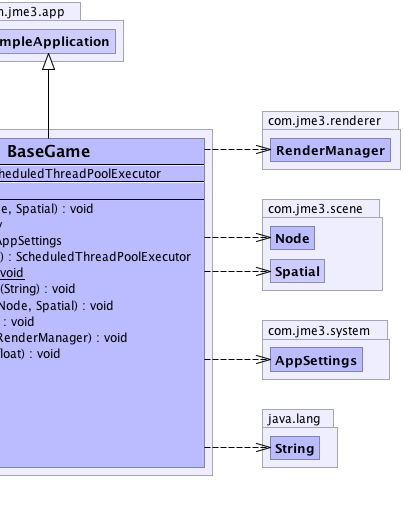 m.jme3.app
mpleApplication
com.jme3.renderer
BaseGame
RenderManager
heduledThreadPoolExecutor
com.jme3.scene
e, Spatial) : void
Node
AppSettings
) : ScheduledThreadPoolExecutor
void
Spatial
(String) : void
Node, Spatial) : void
: void
com.jme3.system
RenderManager) : void
loat) : void
AppSettings
java.lang
String